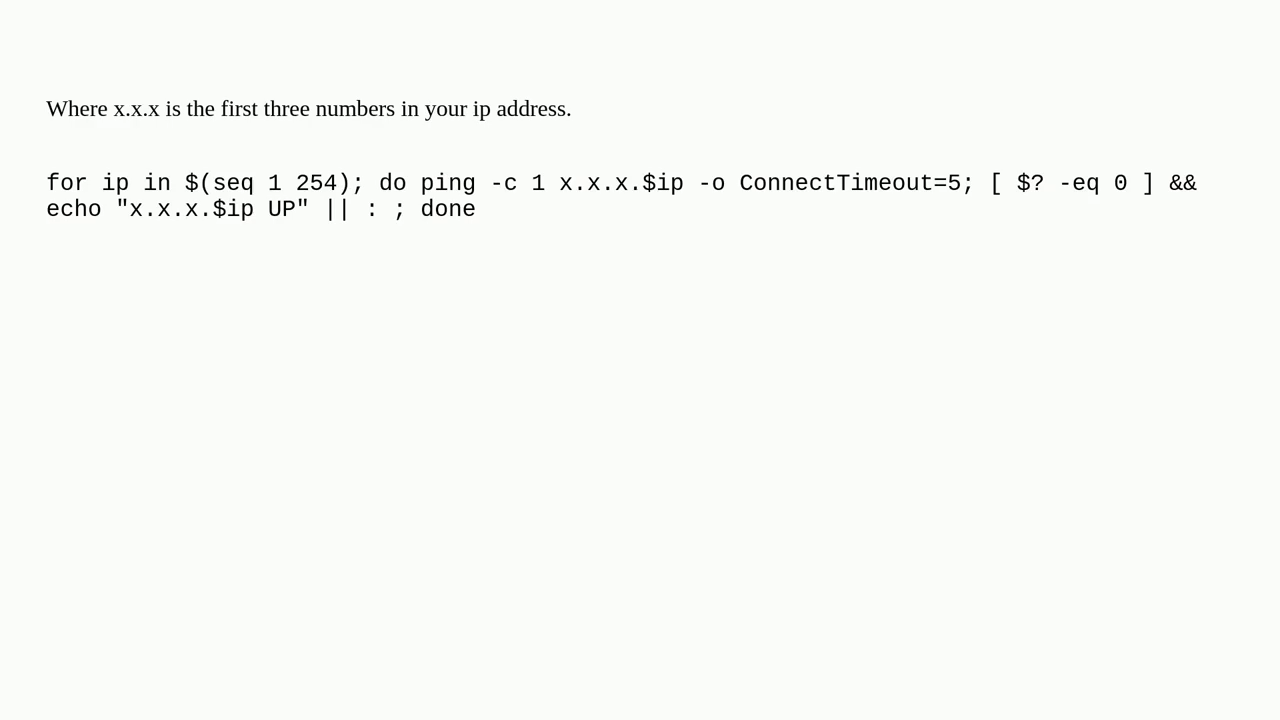 Where x.x.x is the first three numbers in your ip address.
for ip in $(seq 1 254); do ping -c 1 x.x.x.$ip -o ConnectTimeout=5; [ $? -eq 0 ] &&
echo "x.x.x.$ip UP" || : ; done